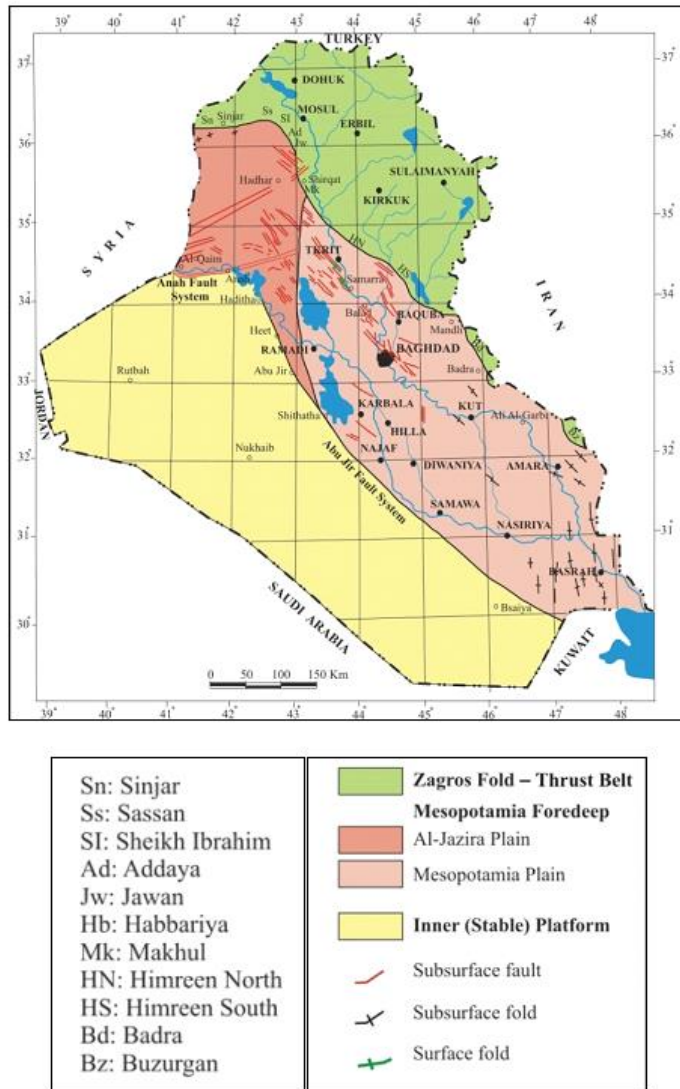 40° 41° 42° 43° 44° 45° 46° 47°
TURKEY
37° 37°
DOHUK
MOSUL
Ss
SI
Sn Sinjar
ERBIL
36° 36°
Ad
Jw
SULAIMANYAH
Hadhar Shirqat
Mk
KIRKUK
35° 35°
SYRIA
HN
TKRIT
HS
IRAN
Al-Qaim
Samarra
Anah Fault
System
Anah
34° 34°
Haditha
Balad
BAQUBA
Mandli
Heet
BAGHDAD
RAMADI
Badra
Bd
33° 33°
Rutbah
Abu Jir
JORDAN
KARBALA
KUT
Ali Al-Garbi
Shithatha
HILLA
32° 32°
Nukhaib
NAJAF
DIWANIYA
AMARA
Abu Jir Fault System
SAMAWA
31° 31°
NASIRIYA
BASRAH
SAUDI ARABIA
30°
Bsaiya
KUWAIT
0 50 100 150 Km
39° 40° 41° 42° 43° 44° 45° 46° 47° 48°
Sn: Sinjar
Ss: Sassan
SI: Sheikh Ibrahim
Ad: Addaya
Jw: Jawan
Hb: Habbariya
Mk: Makhul
HN: Himreen North
HS: Himreen South
Bd: Badra
Bz: Buzurgan
Zagros Fold – Thrust Belt
Mesopotamia Foredeep
Al-Jazira Plain
Mesopotamia Plain
Inner (Stable) Platform
Subsurface fault
Subsurface fold
Surface fold